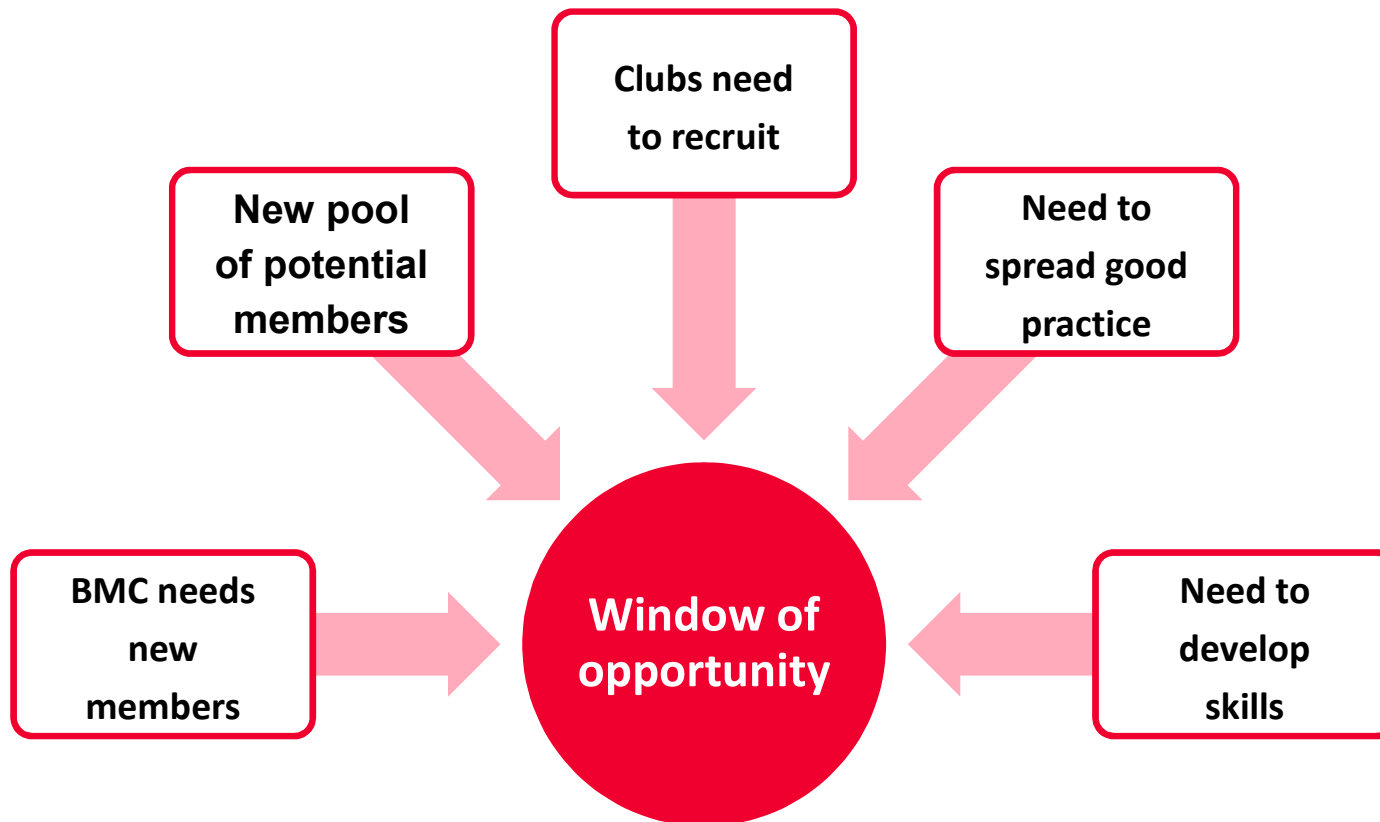 Clubs need
to recruit
New pool
of potential
members
Need to
spread good
practice
BMC needs
new
members
Window of
opportunity
Need to
develop
skills